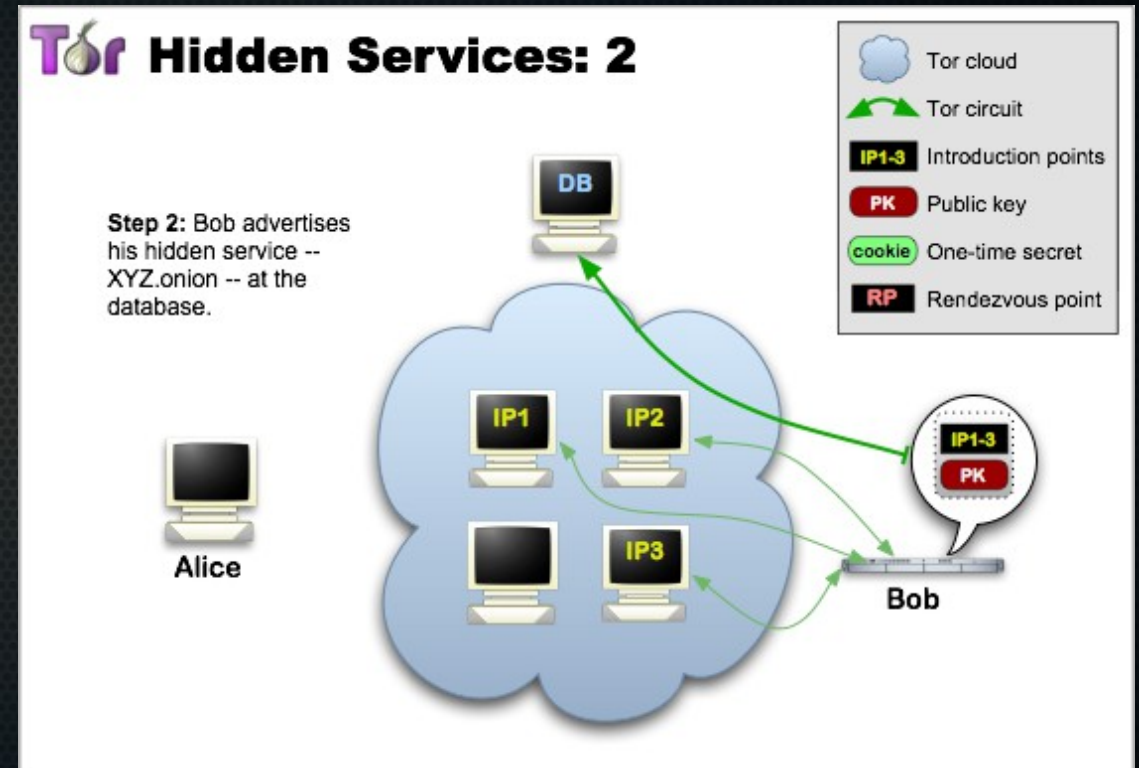 Tor Hidden Services: 2
Tor cloud
Tor circuit
IP1-3 Introduction points
PK Public key
cookie One-time secret
RP Rendezvous point
Step 2: Bob advertises
his hidden service --
XYZ.onion -- at the
database.
DB
IP1
IP2
IP3
Alice
IP1-3
PK
Bob